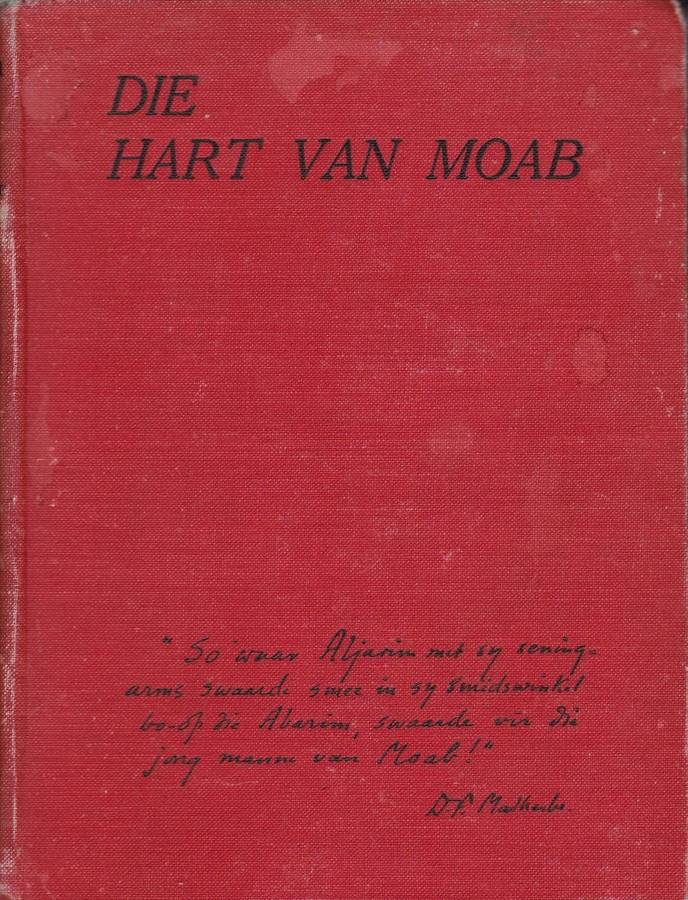 DIE
HART VAN MOAB
" So waar Aljarim met sy sening-
arms swaarde smee in sy smidswinkel
bo-op die Abarim, swaarde vir die
jong manne van Moab!"
D.F. Malherbe.